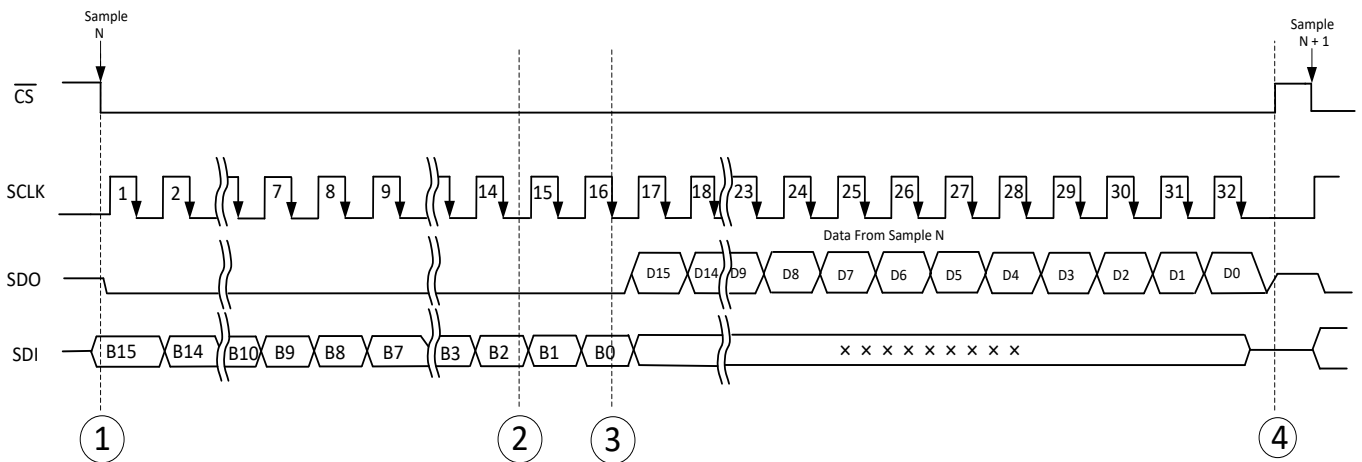 Sample
N
Sample
N + 1
CS
SCLK
1 2 7 8 9 14 15 16 17 18 23 24 25 26 27 28 29 30 31 32
Data From Sample N
SDO
D15 D14 D9 D8 D7 D6 D5 D4 D3 D2 D1 D0
SDI
B15 B14 B10 B9 B8 B7 B3 B2 B1 B0 × × × × × × × × ×
1 2 3 4